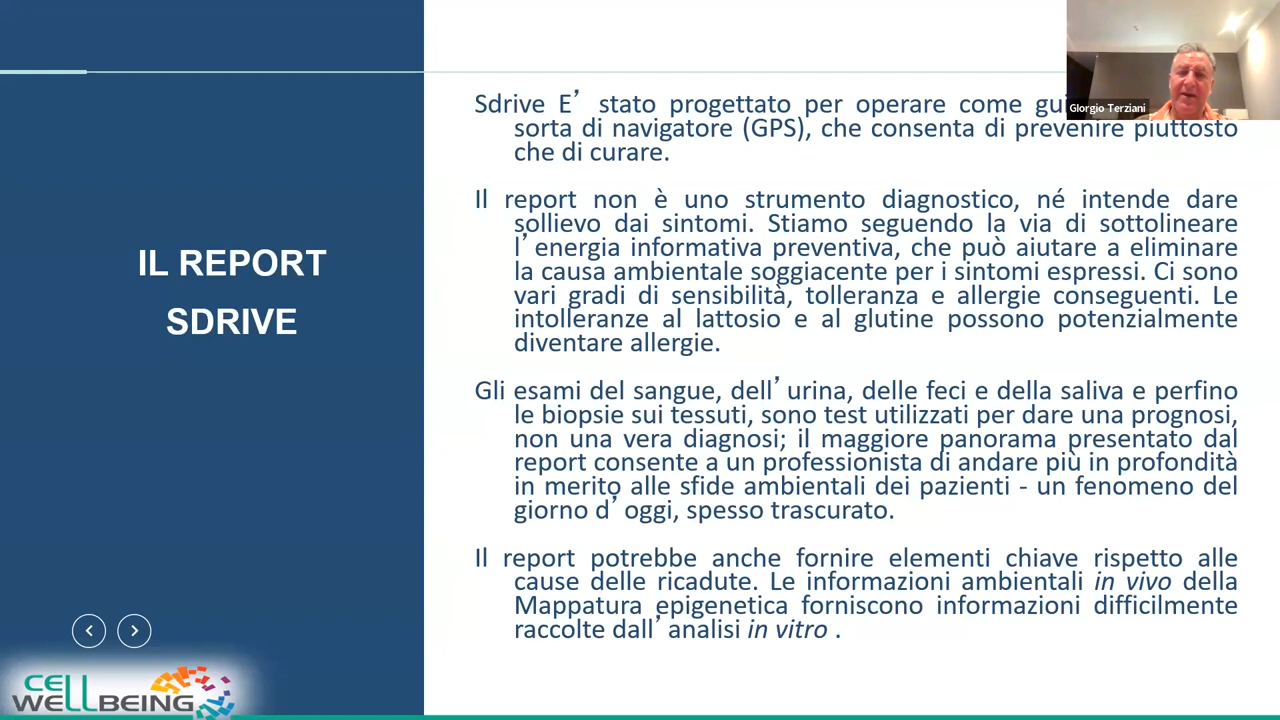 IL REPORT
SDRIVE
Sdrive E’ stato progettato per operare come
sorta di navigatore (GPS), che consenta di prevenire piuttosto
che di curare.
Il report non è uno strumento diagnostico, né intende dare
sollievo dai sintomi. Stiamo seguendo la via di sottolineare
l’energia informativa preventiva, che può aiutare a eliminare
la causa ambientale soggiacente per i sintomi espressi. Ci sono
vari gradi di sensibilità, tolleranza e allergie conseguenti. Le
intolleranze al lattosio e al glutine possono potenzialmente
diventare allergie.
Gli esami del sangue, dell’urina, delle feci e della saliva e perfino
le biopsie sui tessuti, sono test utilizzati per dare una prognosi,
non una vera diagnosi; il maggiore panorama presentato dal
report consente a un professionista di andare più in profondità
in merito alle sfide ambientali dei pazienti - un fenomeno del
giorno d’oggi, spesso trascurato.
Il report potrebbe anche fornire elementi chiave rispetto alle
cause delle ricadute. Le informazioni ambientali in vivo della
Mappatura epigenetica forniscono informazioni difficilmente
raccolte dall’analisi in vitro .
Giorgio Terziani
CELL
WELLBEING